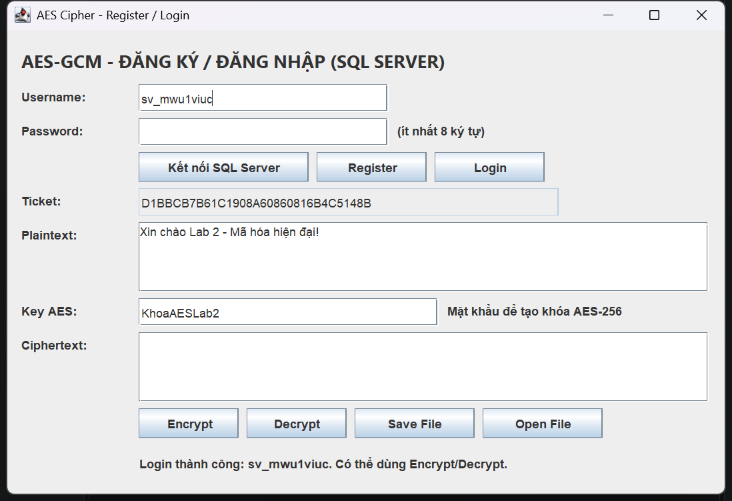 AES Cipher - Register / Login
AES-GCM - ĐĂNG KÝ / ĐĂNG NHẬP (SQL SERVER)
Username: sv_mwu1viuc
Password: (ít nhất 8 ký tự)
Kết nối SQL Server Register Login
Ticket: D1BBCB7B61C1908A60860816B4C5148B
Plaintext: Xin chào Lab 2 - Mã hóa hiện đại!
Key AES: KhoaAESLab2 Mật khẩu để tạo khóa AES-256
Ciphertext:
Encrypt Decrypt Save File Open File
Login thành công: sv_mwu1viuc. Có thể dùng Encrypt/Decrypt.